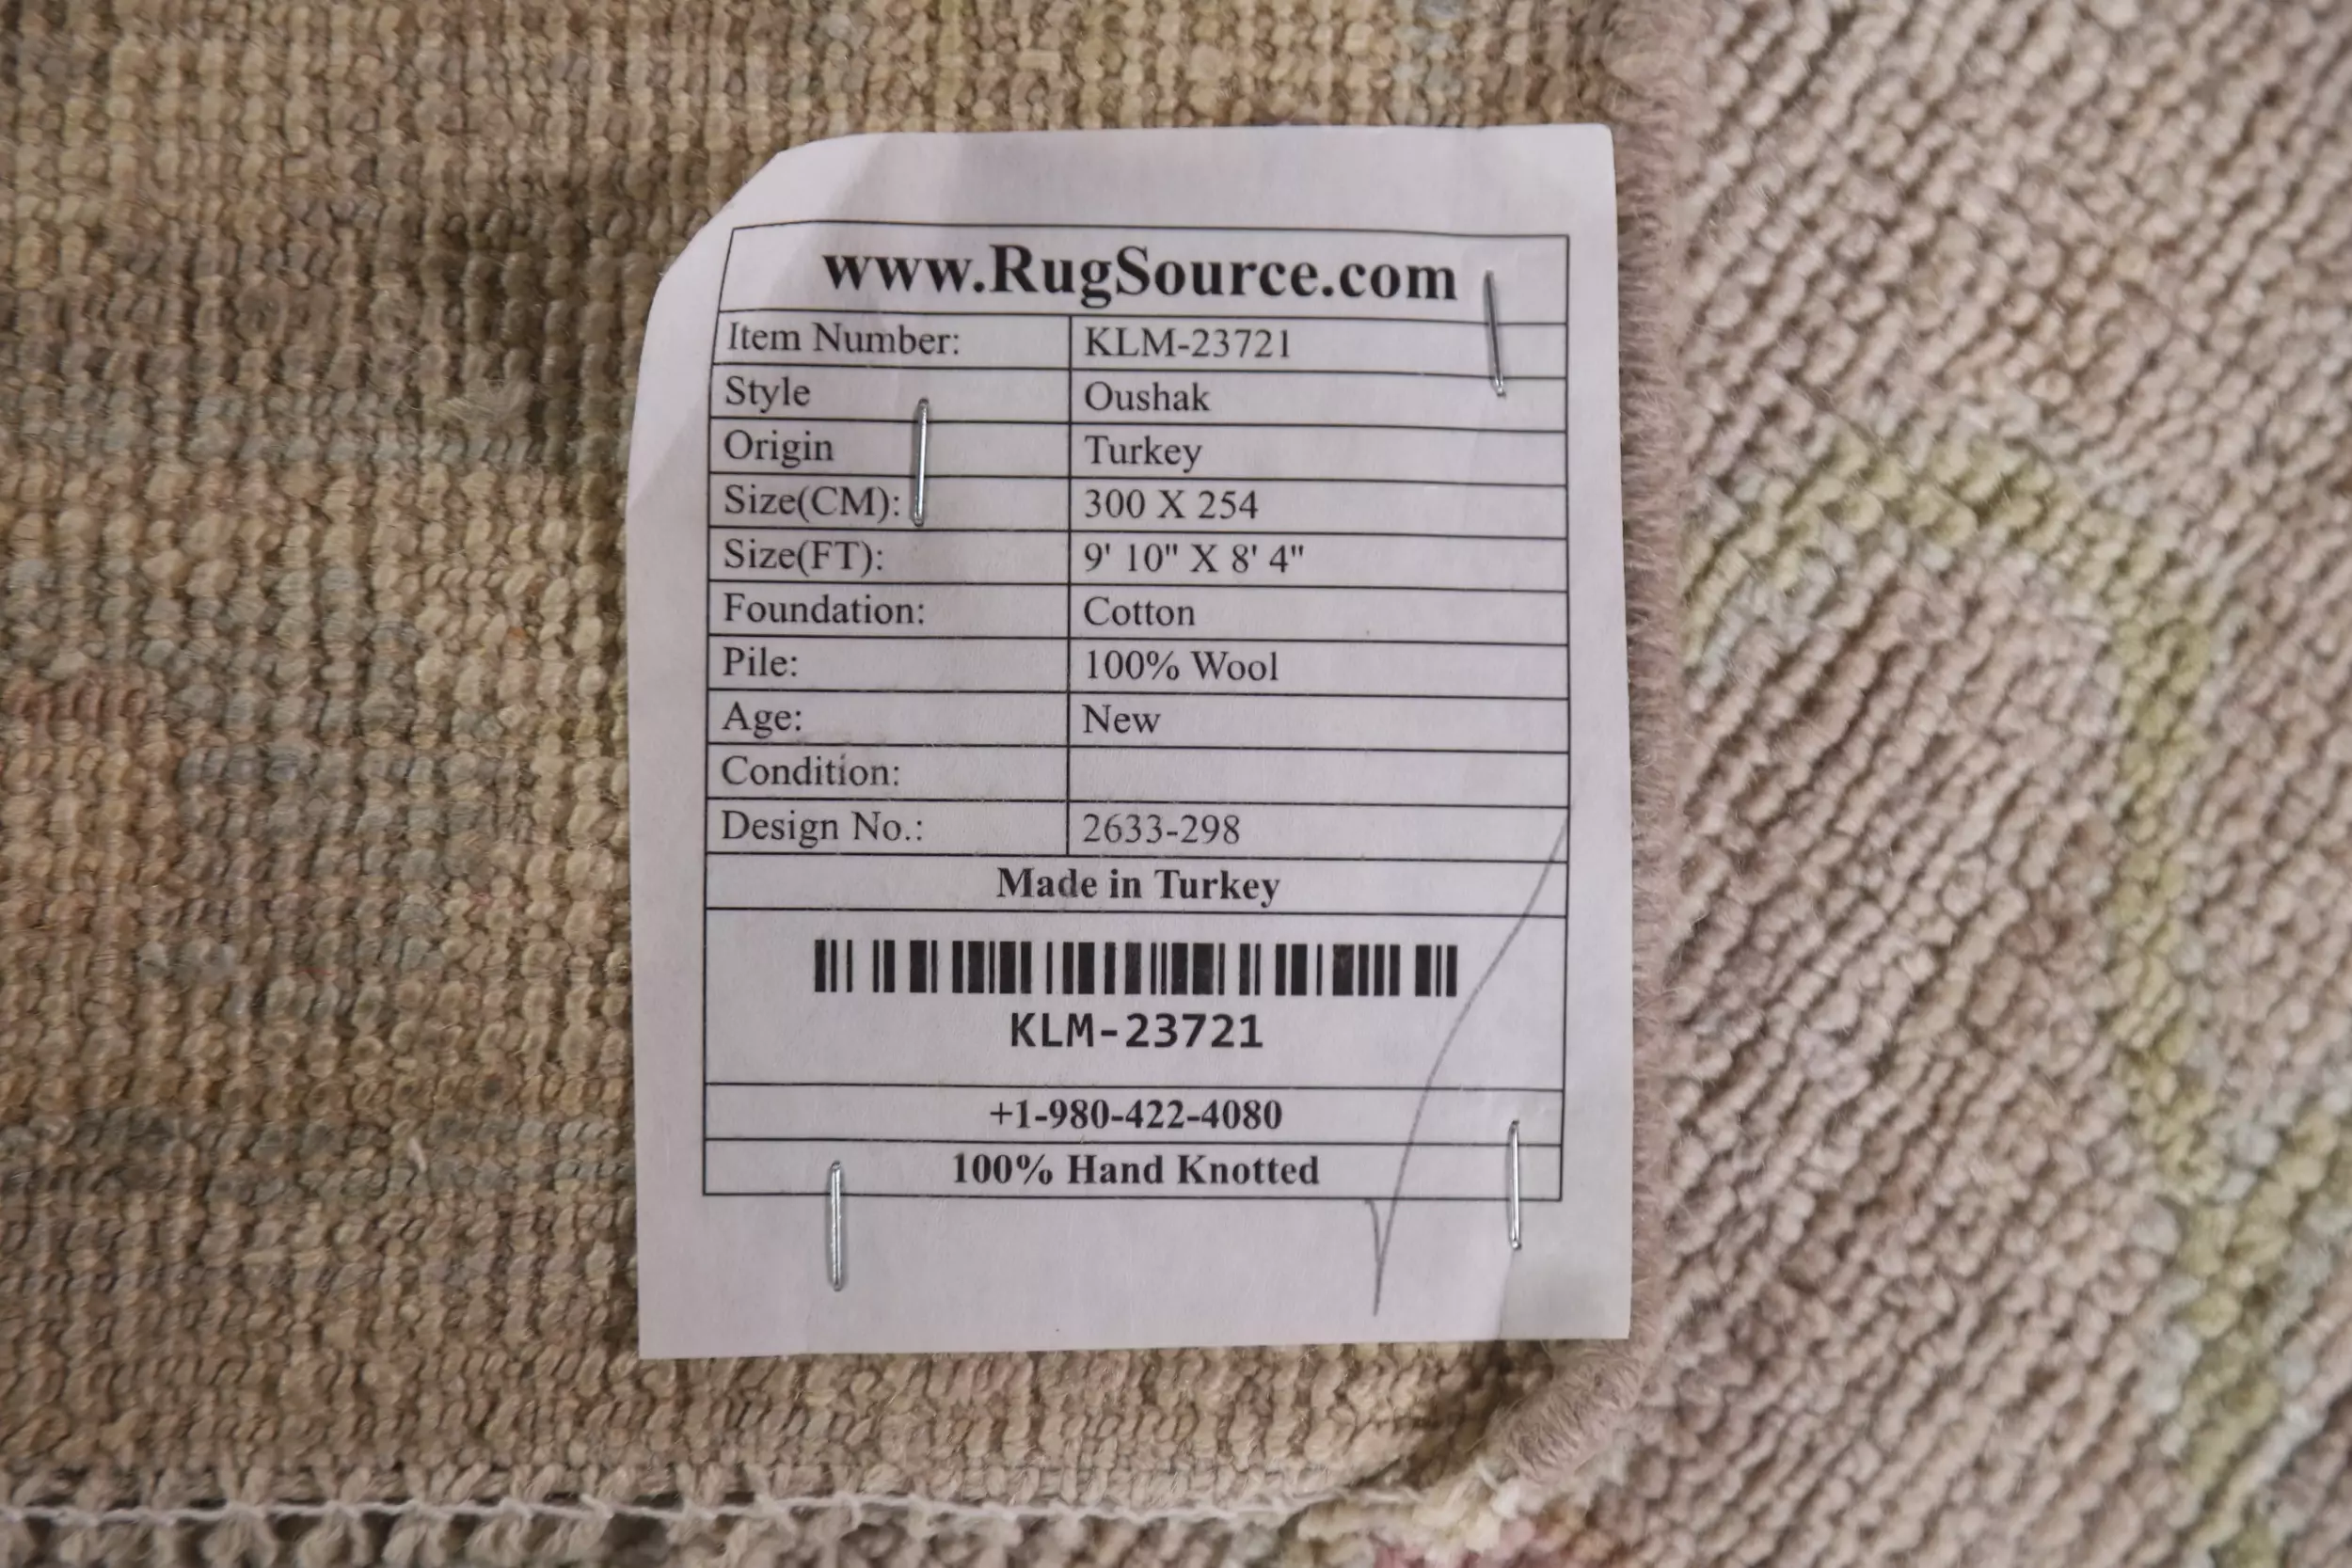 www.RugSource.com
Item Number: KLM-23721
Style Oushak
Origin Turkey
Size(CM): 300 X 254
Size(FT): 9' 10" X 8' 4"
Foundation: Cotton
Pile: 100% Wool
Age: New
Condition:
Design No.: 2633-298
Made in Turkey
KLM-23721
+1-980-422-4080
100% Hand Knotted